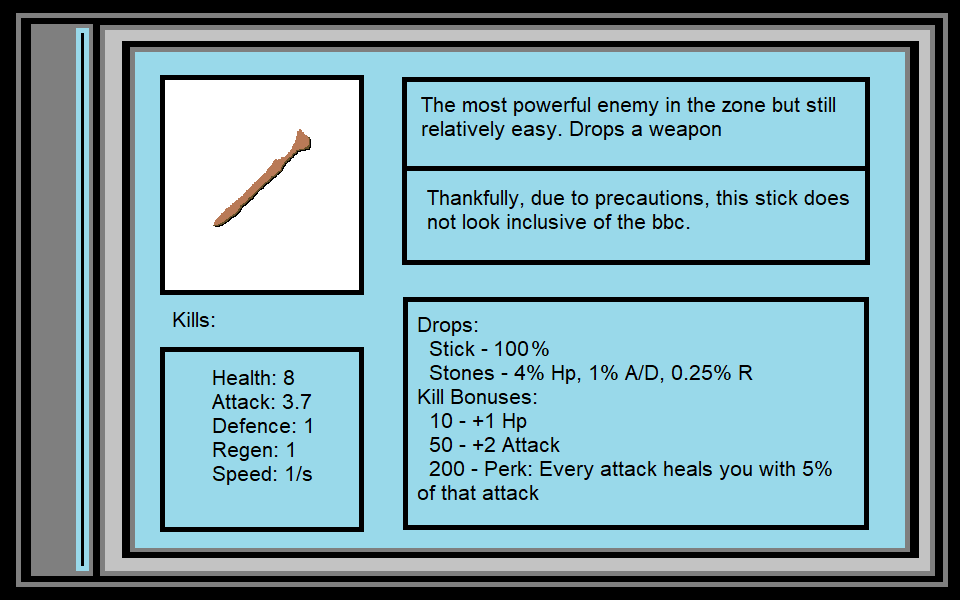 The most powerful enemy in the zone but still
relatively easy. Drops a weapon
Thankfully, due to precautions, this stick does
not look inclusive of the bbc.
Kills:
Health: 8
Attack: 3.7
Defence: 1
Regen: 1
Speed: 1/s
Drops:
Stick - 100%
Stones - 4% Hp, 1% A/D, 0.25% R
Kill Bonuses:
10 - +1 Hp
50 - +2 Attack
200 - Perk: Every attack heals you with 5%
of that attack